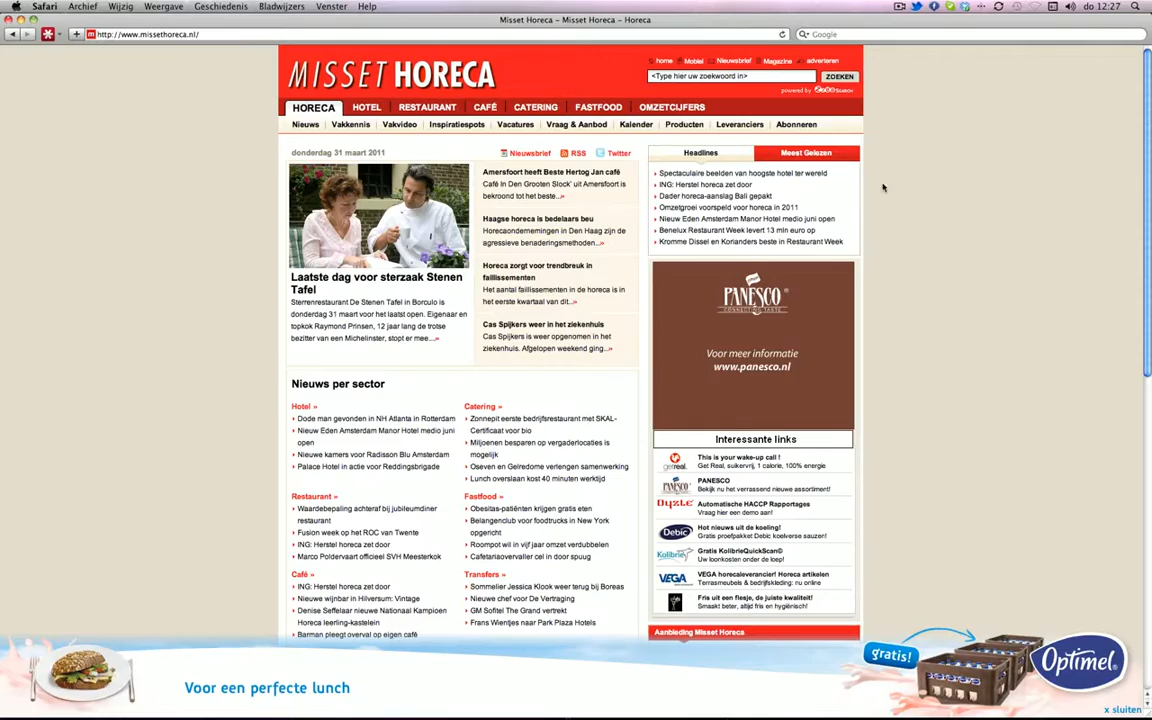 Safari Archief Wijzig Weergave Geschiedenis Bladwijzers Venster Help do 12:27
Misset Horeca – Misset Horeca – Horeca
http://www.missethoreca.nl/
Google
MISSET HORECA
home Mobiel Nieuwsbrief Magazine adverteren
<Type hier uw zoekwoord in> ZOEKEN
powered by
HORECA HOTEL RESTAURANT CAFÉ CATERING FASTFOOD OMZETCIJFERS
Nieuws Vakkennis Vakvideo Inspiratiespots Vacatures Vraag & Aanbod Kalender Producten Leveranciers Abonneren
donderdag 31 maart 2011 Nieuwsbrief RSS Twitter
Laatste dag voor sterzaak Stenen
Tafel
Sterrenrestaurant De Stenen Tafel in Borculo is
donderdag 31 maart voor het laatst open. Eigenaar en
topkok Raymond Prinsen, 12 jaar lang de trotse
bezitter van een Michelinster, stopt er mee...»
Amersfoort heeft Beste Hertog Jan café
Café In Den Grooten Slock' uit Amersfoort is
bekroond tot het beste...»
Haagse horeca is bedelaars beu
Horecaondernemingen in Den Haag zijn de
agressieve benaderingsmethoden...»
Horeca zorgt voor trendbreuk in
faillissementen
Het aantal faillissementen in de horeca is in
het eerste kwartaal van dit...»
Cas Spijkers weer in het ziekenhuis
Cas Spijkers is weer opgenomen in het
ziekenhuis. Afgelopen weekend ging...»
Headlines Meest Gelezen
Spectaculaire beelden van hoogste hotel ter wereld
ING: Herstel horeca zet door
Dader horeca-aanslag Bali gepakt
Omzetgroei voorspeld voor horeca in 2011
Nieuw Eden Amsterdam Manor Hotel medio juni open
Benelux Restaurant Week levert 13 mln euro op
Kromme Dissel en Korianders beste in Restaurant Week
PANESCO
CONNECTING TASTE
Voor meer informatie
www.panesco.nl
Nieuws per sector
Hotel »
Dode man gevonden in NH Atlanta in Rotterdam
Nieuw Eden Amsterdam Manor Hotel medio juni
open
Nieuwe kamers voor Radisson Blu Amsterdam
Palace Hotel in actie voor Reddingsbrigade
Catering »
Zonnepit eerste bedrijfsrestaurant met SKAL-
Certificaat voor bio
Miljoenen besparen op vergaderlocaties is
mogelijk
Oseven en Gelredome verlengen samenwerking
Lunch overslaan kost 40 minuten werktijd
Restaurant »
Waardebepaling achteraf bij jubileumdiner
restaurant
Fusion week op het ROC van Twente
ING: Herstel horeca zet door
Marco Poldervaart officieel SVH Meesterkok
Fastfood »
Obesitas-patiënten krijgen gratis eten
Belangenclub voor foodtrucks in New York
opgericht
Roompot wil in vijf jaar omzet verdubbelen
Cafetariaovervaller cel in door spuug
Café »
ING: Herstel horeca zet door
Nieuwe wijnbar in Hilversum: Vintage
Denise Seffelaar nieuwe Nationaal Kampioen
Horeca leerling-kastelein
Barman pleegt overval op eigen café
Transfers »
Sommelier Jessica Klook weer terug bij Boreas
Nieuwe chef voor De Vertraging
GM Sofitel The Grand vertrekt
Frans Wientjes naar Park Plaza Hotels
Interessante links
getreal.
This is your wake-up call !
Get Real, suikervrij, 1 calorie, 100% energie
PANESCO
PANESCO
Bekijk nu het verrassend nieuwe assortiment!
Dyzle
Automatische HACCP Rapportages
Vraag hier een demo aan!
Debic
Hot nieuws uit de koeling!
Gratis proefpakket Debic koelverse sauzen!
Kolibrie
Gratis KolibrieQuickScan©
Uw loonkosten onder de loep!
VEGA
VEGA horecaleverancier! Horeca artikelen
Terrasmeubels & bedrijfskleding: nu online
Fris uit een flesje, de juiste kwaliteit!
Smaakt beter, altijd fris en hygiënisch!
Aanbieding Misset Horeca
Voor een perfecte lunch
gratis!
Optimel
x sluiten